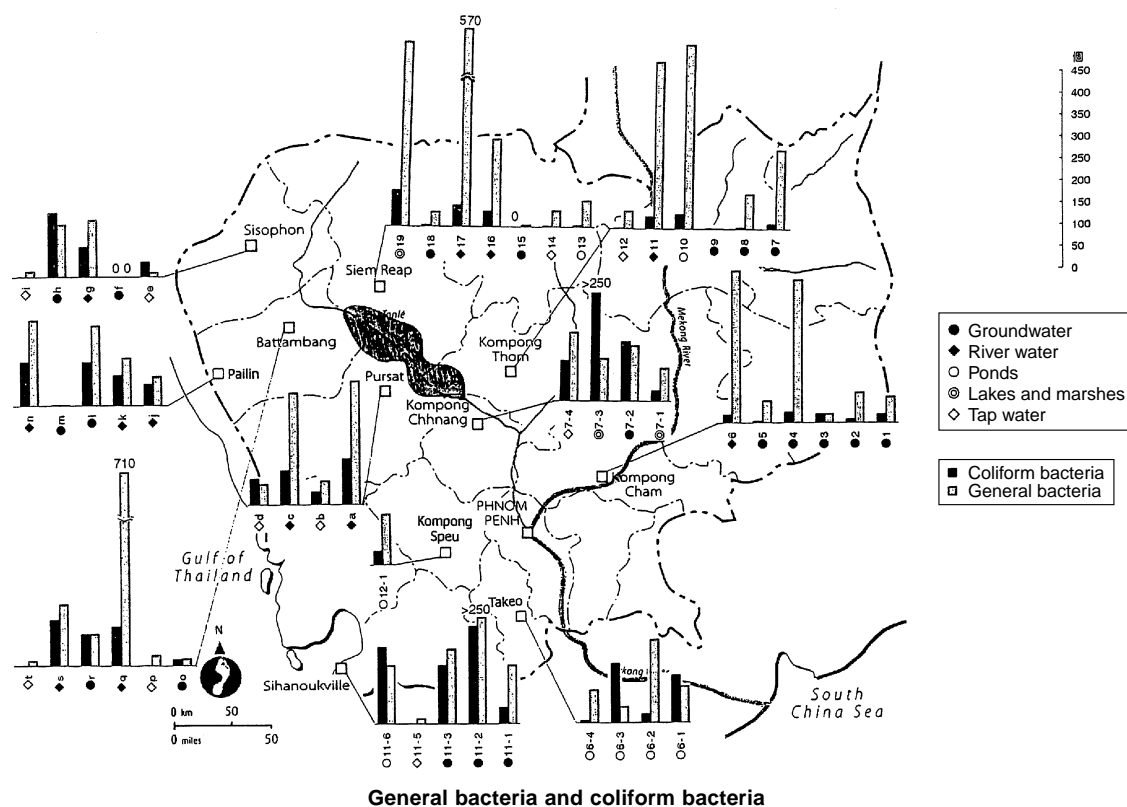 570
個
450
400
350
300
250
200
150
100
50
0
0
◎19
●18
◆17
◆16
●15
◇14
○13
◇12
◆11
○10
●9
●8
●7
Sisophon
0 0
◇i
●h
◆g
●f
◇e
Siem Reap
>250
Tonlé
Mekong River
Battambang
Kompong
Thom
Pailin
Pursat
Kompong
Chhnang
◆n
●m
●l
◆k
◆j
◇7-4
◎7-3
●7-2
◎7-1
◆6
●5
●4
●3
●2
●1
● Groundwater
◆ River water
○ Ponds
◎ Lakes and marshes
◇ Tap water
■ Coliform bacteria
General bacteria
710
Kompong
Cham
PHNOM
PENH
◇d
◆c
◇b
◆a
Kompong
Speu
Gulf of
Thailand
○12-1
>250
Takeo
N
◇t
◆s
●r
◆q
◇p
●o
Sihanoukville
0 km 50
0 miles 50
South
China Sea
○11-6
◇11-5
●11-3
●11-2
●11-1
○6-4
○6-3
○6-2
○6-1
General bacteria and coliform bacteria